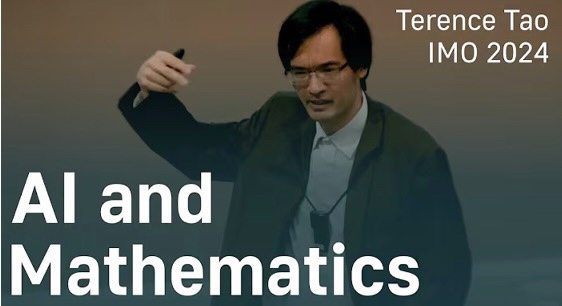 Terence Tao
IMO 2024
AI and
Mathematics